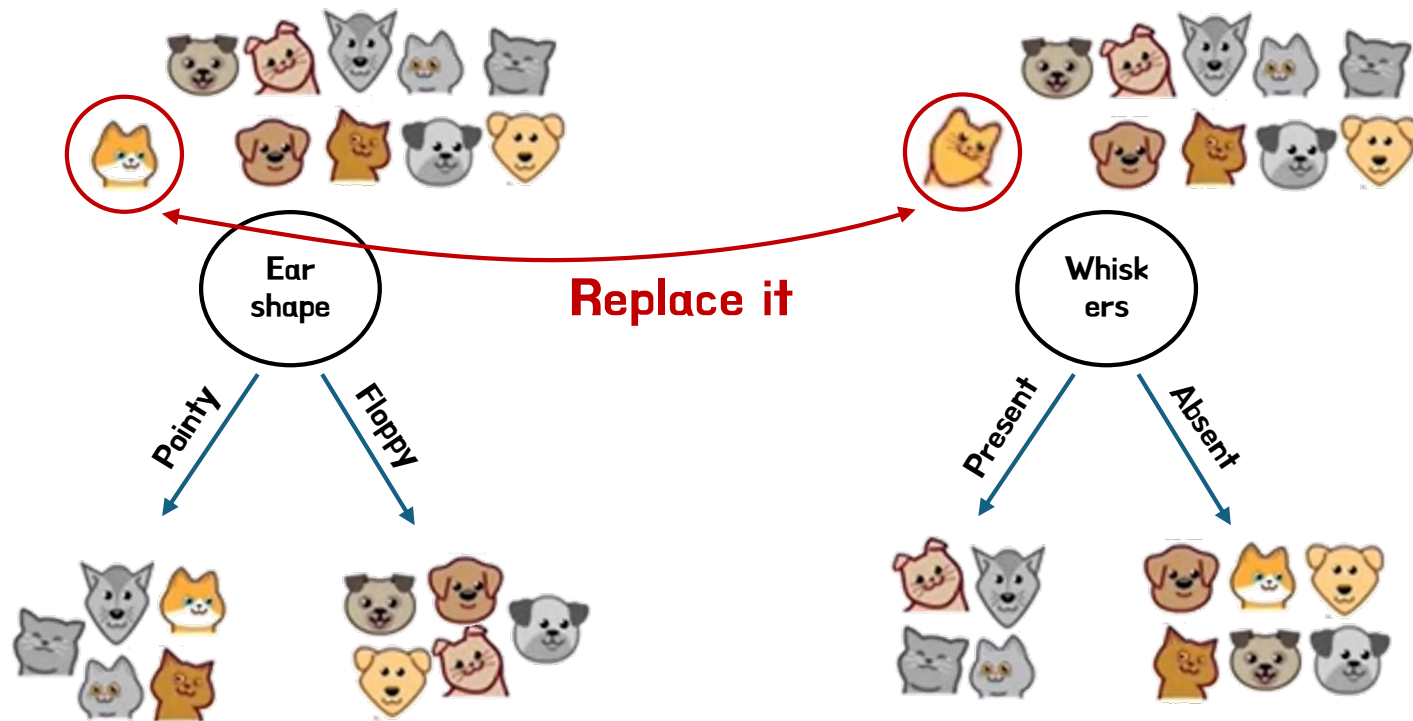 Ear
shape
Replace it
Whisk
ers
Pointy
Floppy
Present
Absent